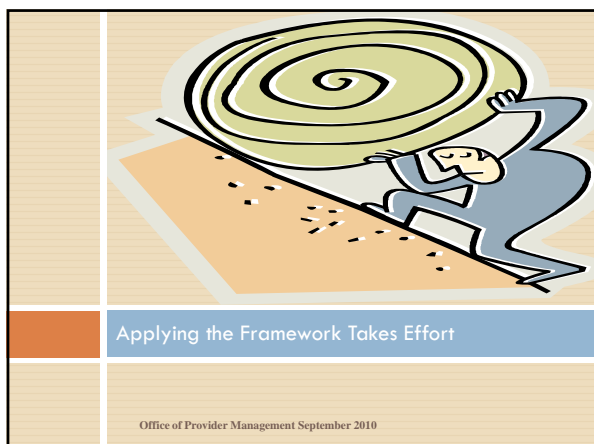 Applying the Framework Takes Effort
Office of Provider Management September 2010